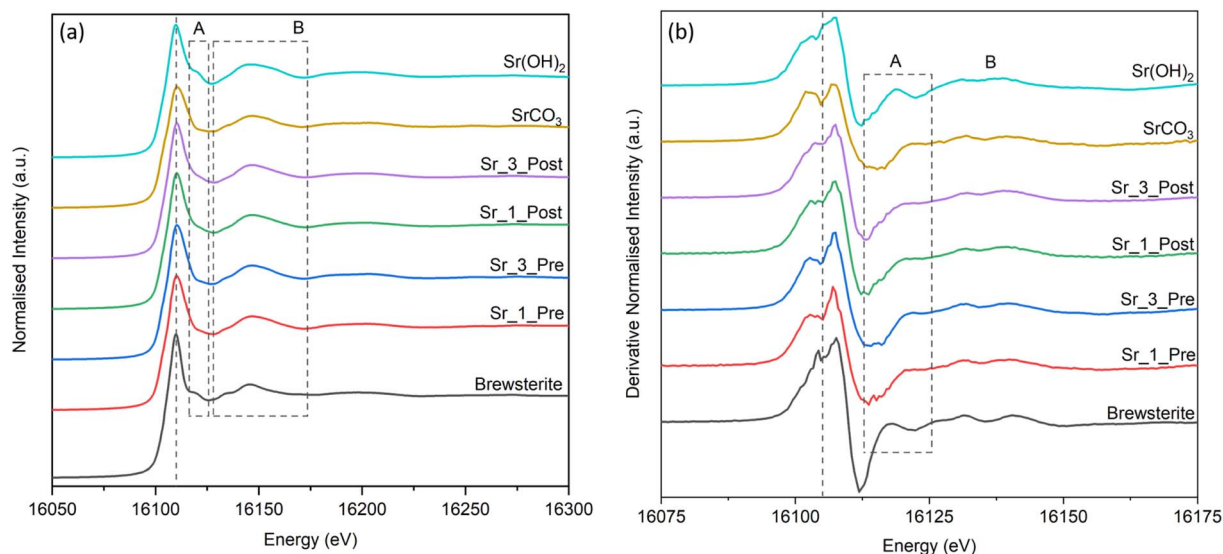 (a)
A
B
Sr(OH)₂
SrCO₃
Sr_3_Post
Sr_1_Post
Sr_3_Pre
Sr_1_Pre
Brewsterite
Normalised Intensity (a.u.)
16050 16100 16150 16200 16250 16300
Energy (eV)
(b)
A
B
Sr(OH)₂
SrCO₃
Sr_3_Post
Sr_1_Post
Sr_3_Pre
Sr_1_Pre
Brewsterite
Derivative Normalised Intensity (a.u.)
16075 16100 16125 16150 16175
Energy (eV)